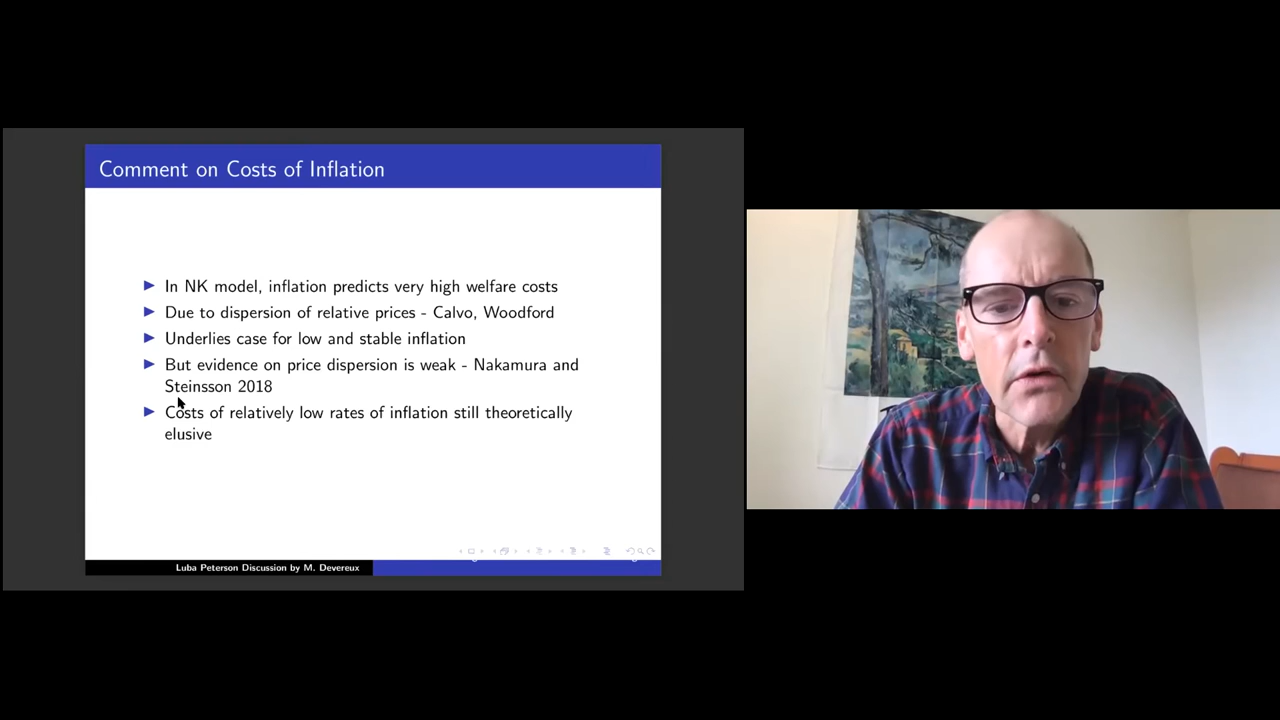 Comment on Costs of Inflation
In NK model, inflation predicts very high welfare costs
Due to dispersion of relative prices - Calvo, Woodford
Underlies case for low and stable inflation
But evidence on price dispersion is weak - Nakamura and
Steinsson 2018
Costs of relatively low rates of inflation still theoretically
elusive
Luba Peterson Discussion by M. Devereux